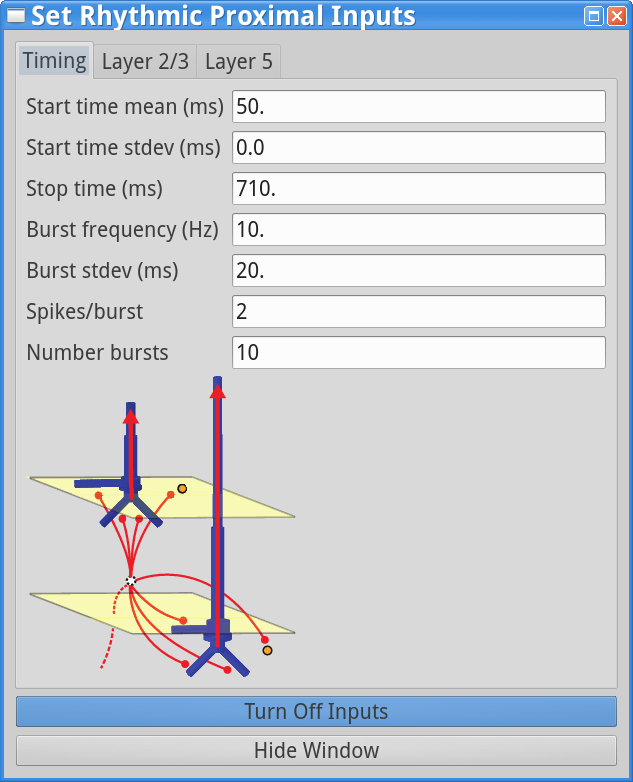 Set Rhythmic Proximal Inputs
Timing Layer 2/3 Layer 5
Start time mean (ms) 50.
Start time stdev (ms) 0.0
Stop time (ms) 710.
Burst frequency (Hz) 10.
Burst stdev (ms) 20.
Spikes/burst 2
Number bursts 10
Turn Off Inputs
Hide Window